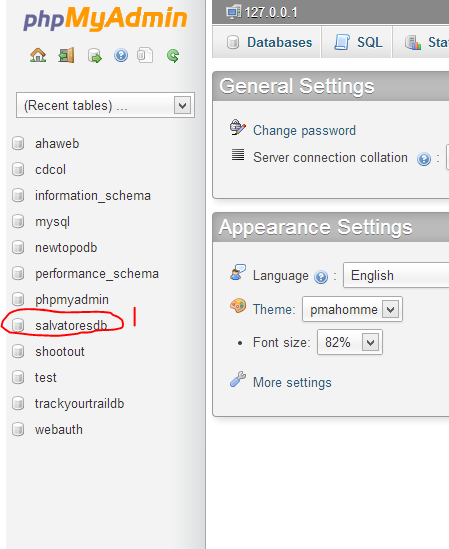 phpMyAdmin
(Recent tables) ...
ahaweb
cdcol
information_schema
mysql
newtopodb
performance_schema
phpmyadmin
salvatoresdb
shootout
test
trackyourtraildb
webauth
127.0.0.1
Databases
SQL
Sta
General Settings
Change password
Server connection collation ? :
Appearance Settings
Language ? : English
Theme: pmahomme
• Font size: 82%
More settings